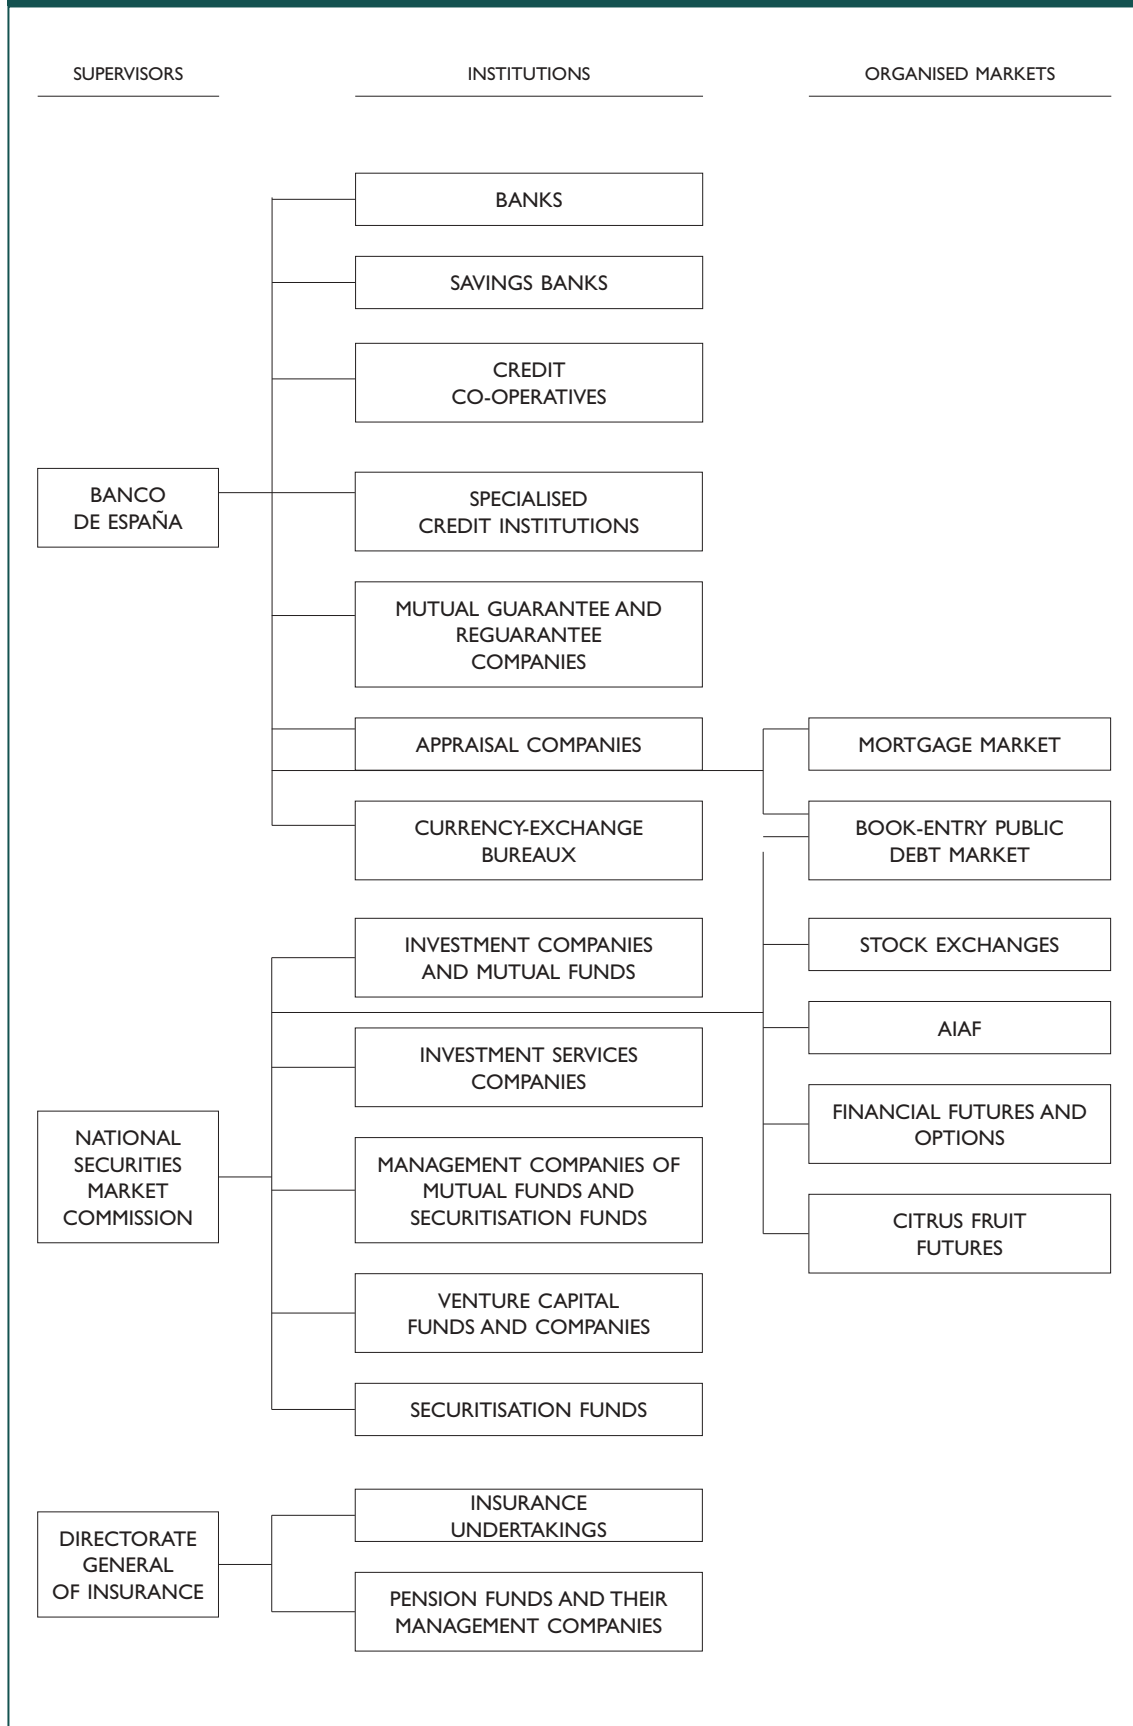 SUPERVISORS
INSTITUTIONS
ORGANISED MARKETS
BANKS
SAVINGS BANKS
CREDIT
CO-OPERATIVES
BANCO
DE ESPAÑA
SPECIALISED
CREDIT INSTITUTIONS
MUTUAL GUARANTEE AND
REGUARANTEE
COMPANIES
APPRAISAL COMPANIES
MORTGAGE MARKET
CURRENCY-EXCHANGE
BUREAUX
BOOK-ENTRY PUBLIC
DEBT MARKET
INVESTMENT COMPANIES
AND MUTUAL FUNDS
STOCK EXCHANGES
AIAF
INVESTMENT SERVICES
COMPANIES
FINANCIAL FUTURES AND
OPTIONS
NATIONAL
SECURITIES
MARKET
COMMISSION
MANAGEMENT COMPANIES OF
MUTUAL FUNDS AND
SECURITISATION FUNDS
CITRUS FRUIT
FUTURES
VENTURE CAPITAL
FUNDS AND COMPANIES
SECURITISATION FUNDS
DIRECTORATE
GENERAL
OF INSURANCE
INSURANCE
UNDERTAKINGS
PENSION FUNDS AND THEIR
MANAGEMENT COMPANIES